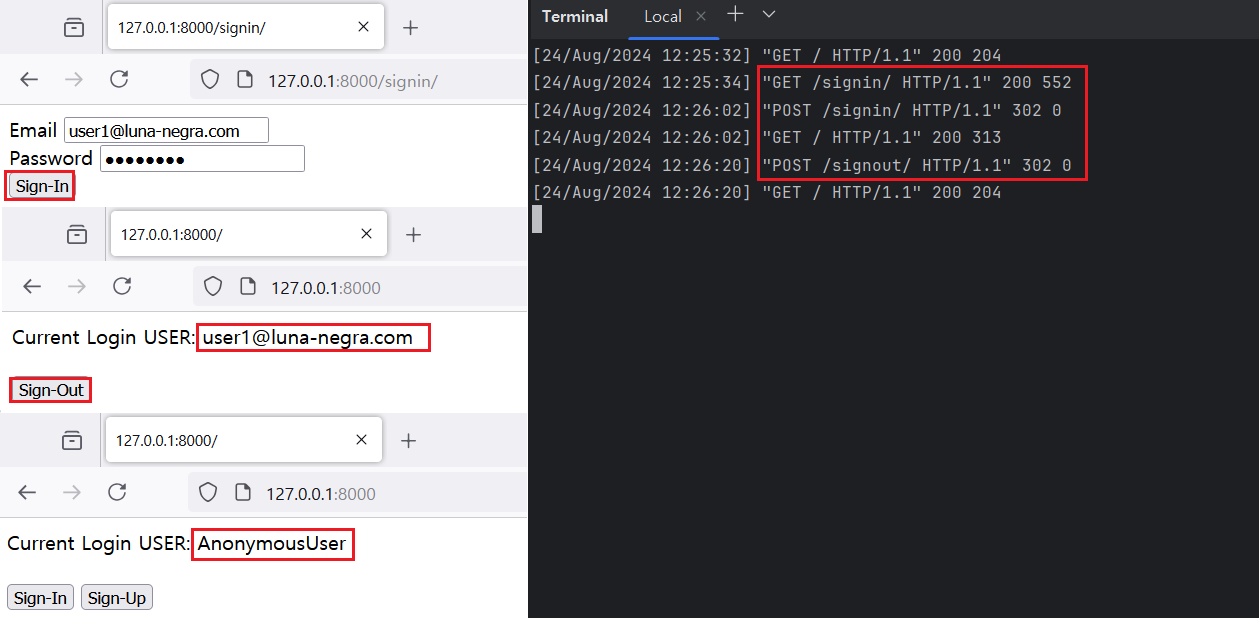 127.0.0.1:8000/signin/
127.0.0.1:8000/signin/
Email user1@luna-negra.com
Password ●●●●●●●●
Sign-In
127.0.0.1:8000/
127.0.0.1:8000
Current Login USER: user1@luna-negra.com
Sign-Out
127.0.0.1:8000/
127.0.0.1:8000
Current Login USER: AnonymousUser
Sign-In Sign-Up
Terminal Local
[24/Aug/2024 12:25:32] "GET / HTTP/1.1" 200 204
[24/Aug/2024 12:25:34] "GET /signin/ HTTP/1.1" 200 552
[24/Aug/2024 12:26:02] "POST /signin/ HTTP/1.1" 302 0
[24/Aug/2024 12:26:02] "GET / HTTP/1.1" 200 313
[24/Aug/2024 12:26:20] "POST /signout/ HTTP/1.1" 302 0
[24/Aug/2024 12:26:20] "GET / HTTP/1.1" 200 204